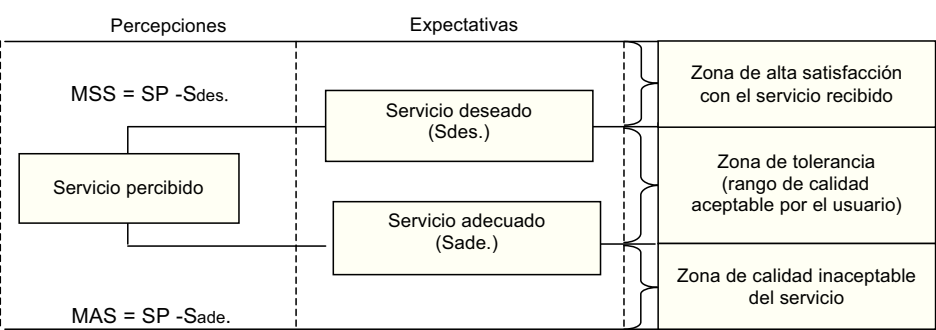 Percepciones
Expectativas
MSS = SP -Sdes.
Servicio percibido
MAS = SP -Sade.
Servicio deseado
(Sdes.)
Servicio adecuado
(Sade.)
Zona de alta satisfacción
con el servicio recibido
Zona de tolerancia
(rango de calidad
aceptable por el usuario)
Zona de calidad inaceptable
del servicio